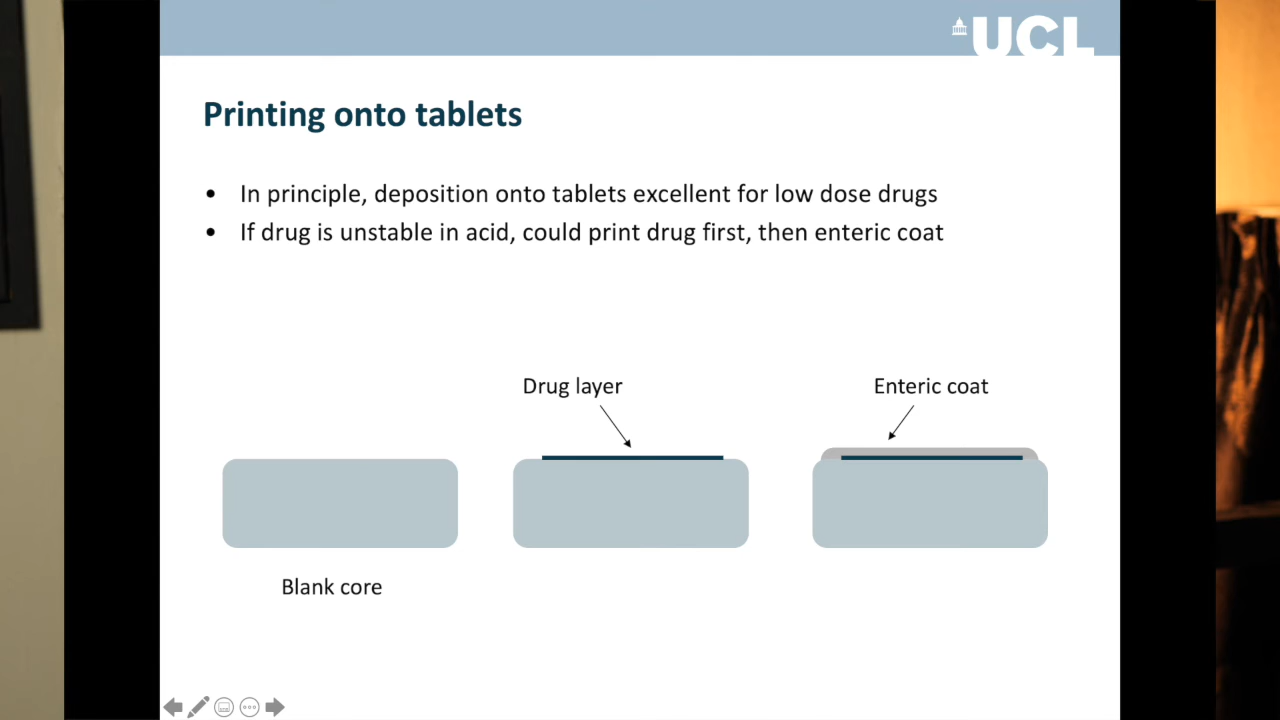 UCL
Printing onto tablets
• In principle, deposition onto tablets excellent for low dose drugs
• If drug is unstable in acid, could print drug first, then enteric coat
Drug layer
Enteric coat
Blank core